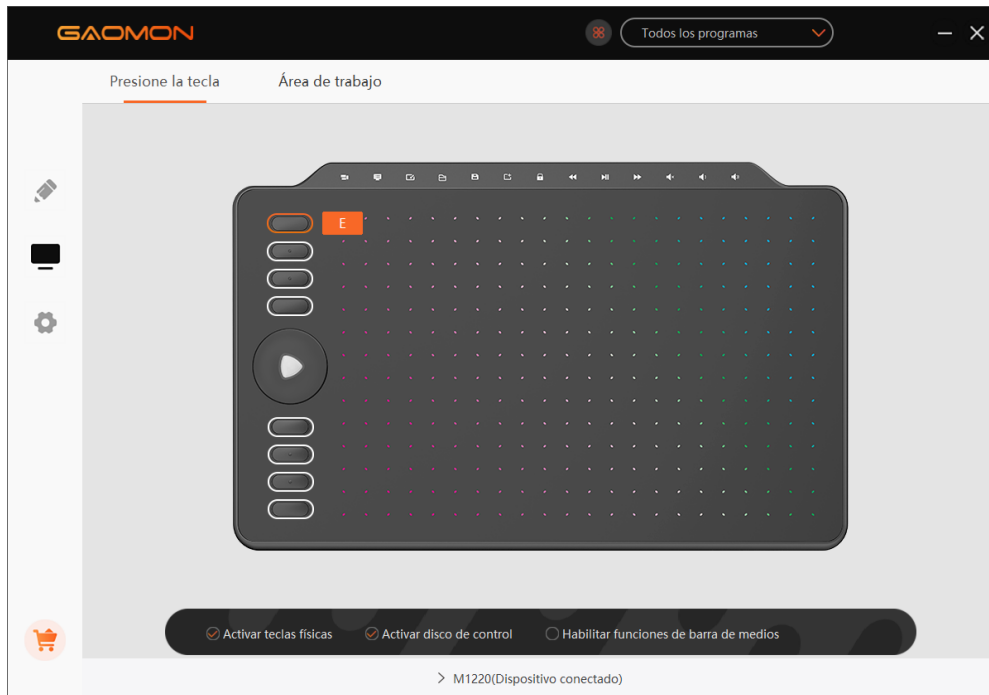 GAOMON
Todos los programas
Presione la tecla
Área de trabajo
E
Activar teclas físicas
Activar disco de control
Habilitar funciones de barra de medios
> M1220(Dispositivo conectado)